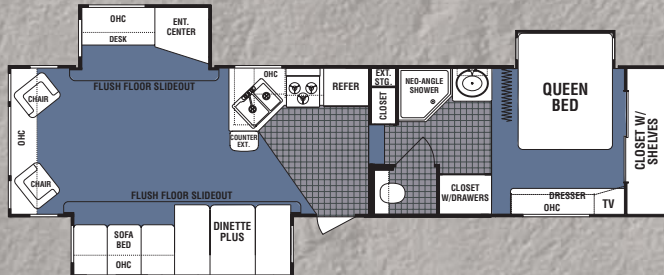 OHC
DESK
ENT.
CENTER
FLUSH FLOOR SLIDEOUT
CHAIR
OHC
CHAIR
OHC
COUNTER
EXT.
REFER
EXT.
STG.
CLOSET
NEO-ANGLE
SHOWER
QUEEN
BED
CLOSET W/
SHELVES
FLUSH FLOOR SLIDEOUT
SOFA
BED
OHC
DINETTE
PLUS
CLOSET
W/DRAWERS
DRESSER
OHC
TV